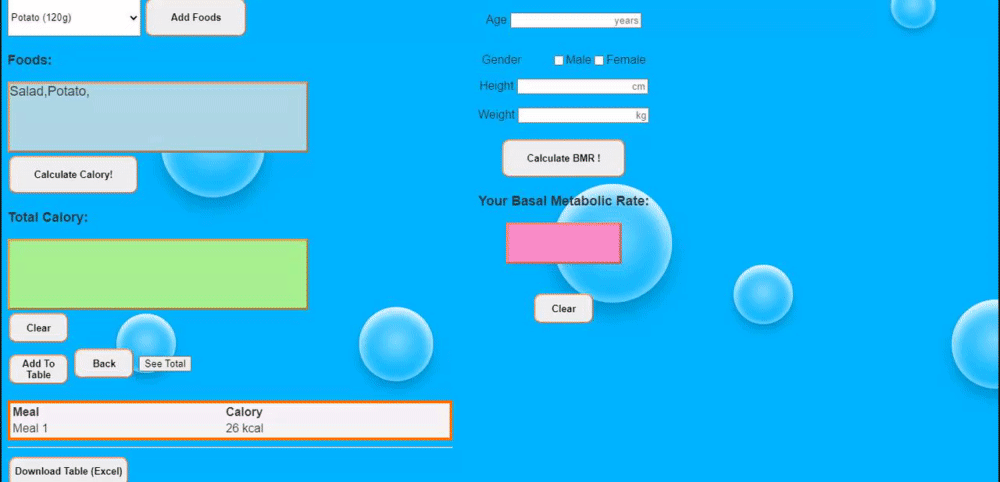 Potato (120g)
Add Foods
Foods:
Salad,Potato,
Calculate Calory!
Total Calory:
Clear
Add To
Table
Back
See Total
Meal Calory
Meal 1 26 kcal
Download Table (Excel)
Age years
Gender Male Female
Height cm
Weight kg
Calculate BMR !
Your Basal Metabolic Rate:
Clear